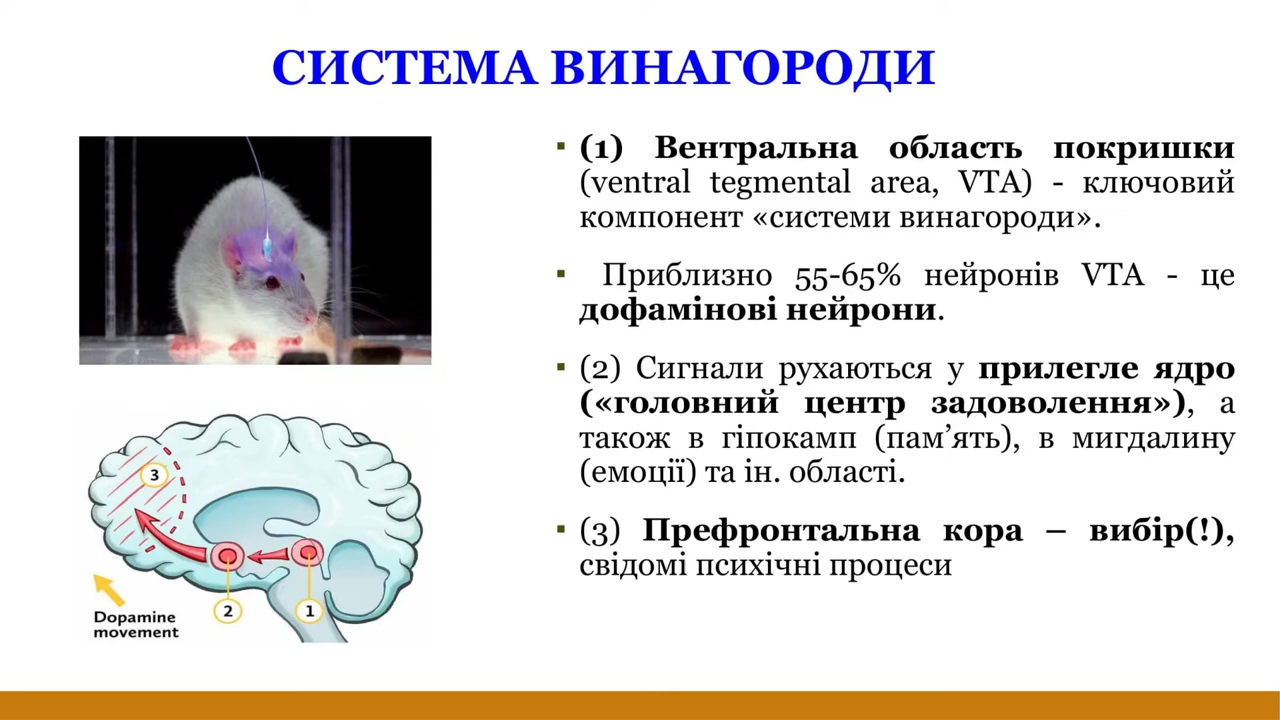 СИСТЕМА ВИНАГОРОДИ
▪ (1) Вентральна область покришки
(ventral tegmental area, VTA) - ключовий
компонент «системи винагороди».
▪ Приблизно 55-65% нейронів VTA - це
дофамінові нейрони.
▪ (2) Сигнали рухаються у прилегле ядро
(«головний центр задоволення»), а
також в гіпокамп (пам’ять), в мигдалину
(емоції) та ін. області.
▪ (3) Префронтальна кора – вибір(!),
свідомі психічні процеси
3
2
1
Dopamine
movement